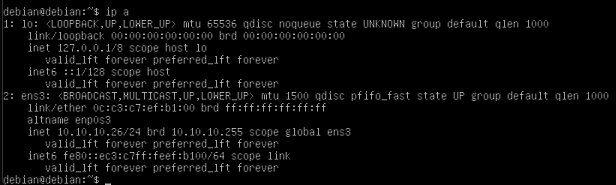 debian@debian:~$ ip a
1: lo: <LOOPBACK,UP,LOWER_UP> mtu 65536 qdisc noqueue state UNKNOWN group default qlen 1000
    link/loopback 00:00:00:00:00:00 brd 00:00:00:00:00:00
    inet 127.0.0.1/8 scope host lo
       valid_lft forever preferred_lft forever
    inet6 ::1/128 scope host
       valid_lft forever preferred_lft forever
2: ens3: <BROADCAST,MULTICAST,UP,LOWER_UP> mtu 1500 qdisc pfifo_fast state UP group default qlen 1000
    link/ether 0c:c3:c7:ef:b1:00 brd ff:ff:ff:ff:ff:ff
    altname enp0s3
    inet 10.10.10.26/24 brd 10.10.10.255 scope global ens3
       valid_lft forever preferred_lft forever
    inet6 fe80::ec3:c7ff:feef:b100/64 scope link
       valid_lft forever preferred_lft forever
debian@debian:~$